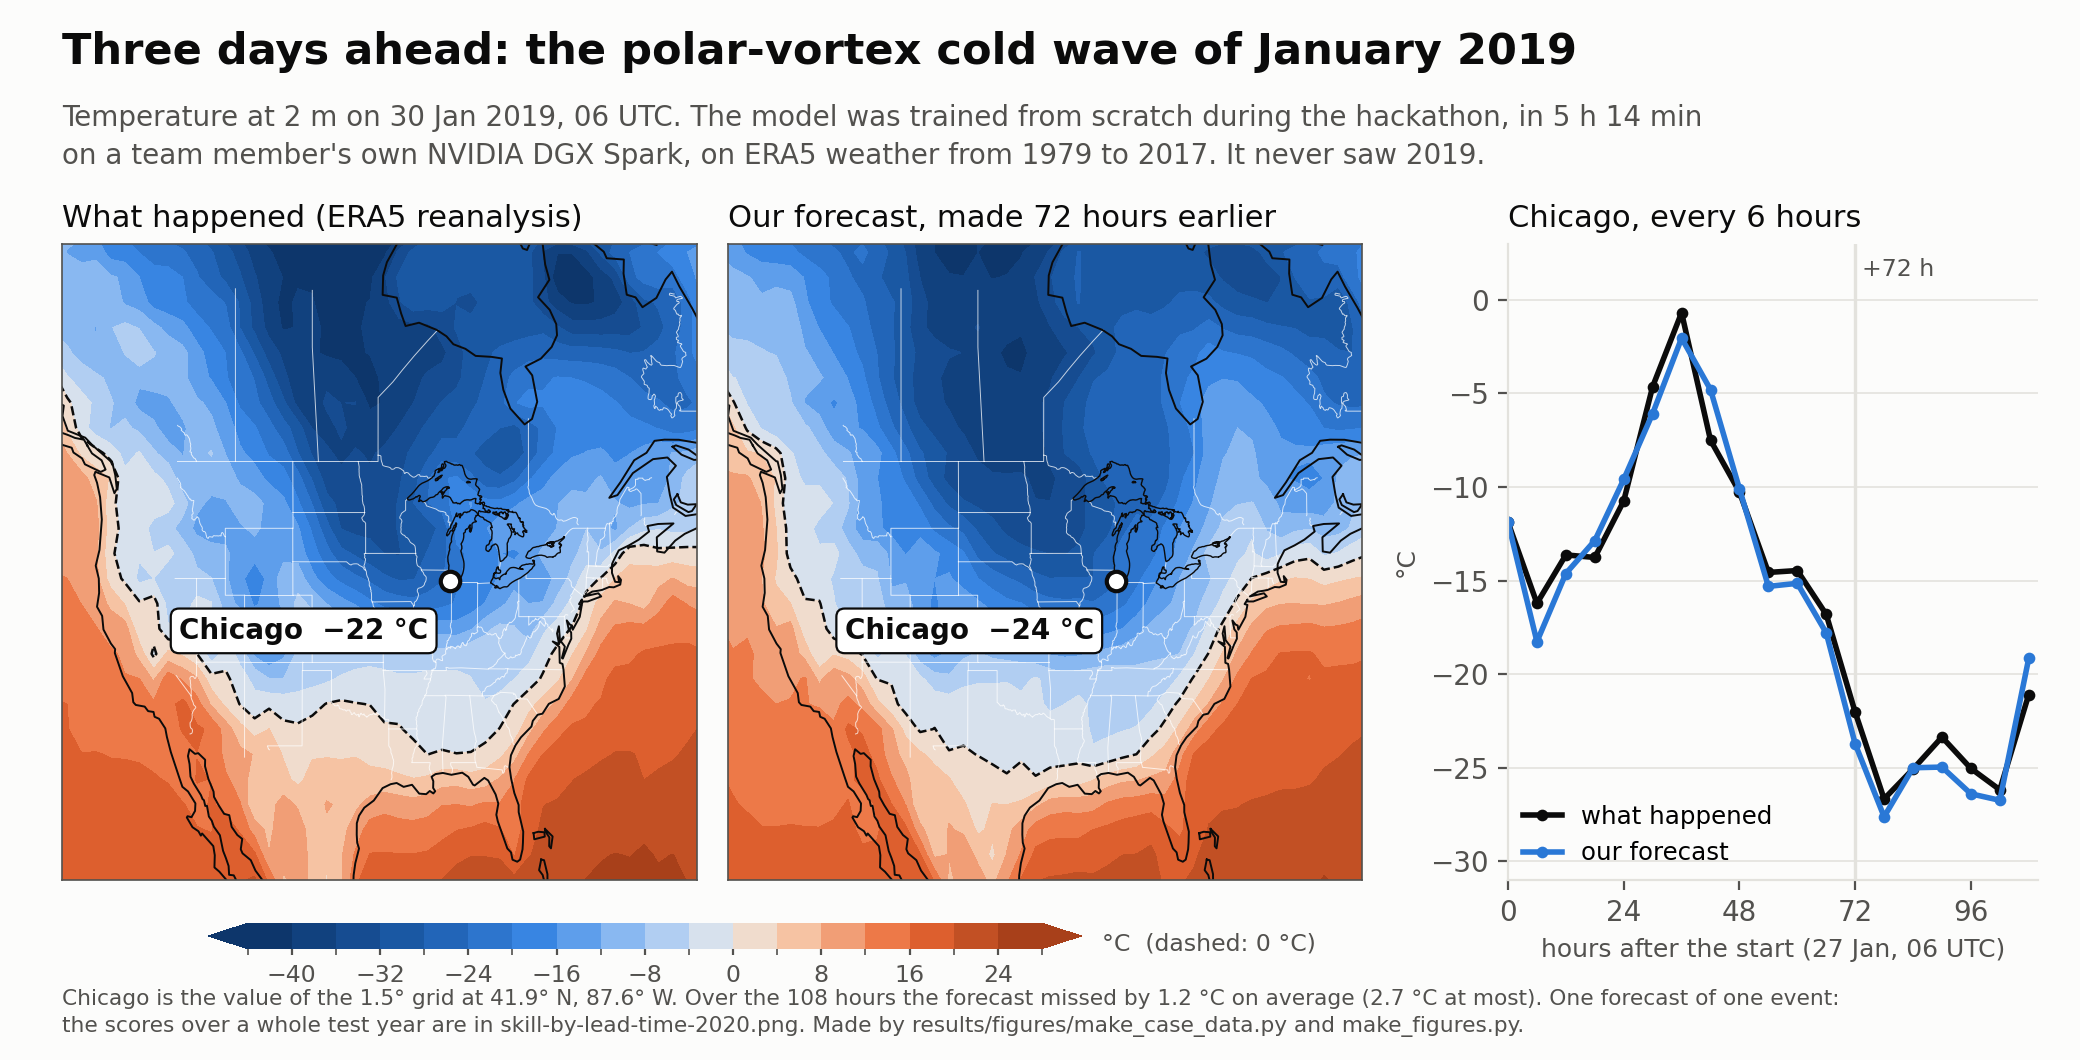 Three days ahead: the polar-vortex cold wave of January 2019
Temperature at 2 m on 30 Jan 2019, 06 UTC. The model was trained from scratch during the hackathon, in 5 h 14 min
on a team member's own NVIDIA DGX Spark, on ERA5 weather from 1979 to 2017. It never saw 2019.
What happened (ERA5 reanalysis)
Chicago −22 °C
Our forecast, made 72 hours earlier
Chicago −24 °C
−40 −32 −24 −16 −8 0 8 16 24
°C (dashed: 0 °C)
Chicago, every 6 hours
+72 h
°C
0
−5
−10
−15
−20
−25
−30
what happened
our forecast
0 24 48 72 96
hours after the start (27 Jan, 06 UTC)
Chicago is the value of the 1.5° grid at 41.9° N, 87.6° W. Over the 108 hours the forecast missed by 1.2 °C on average (2.7 °C at most). One forecast of one event:
the scores over a whole test year are in skill-by-lead-time-2020.png. Made by results/figures/make_case_data.py and make_figures.py.